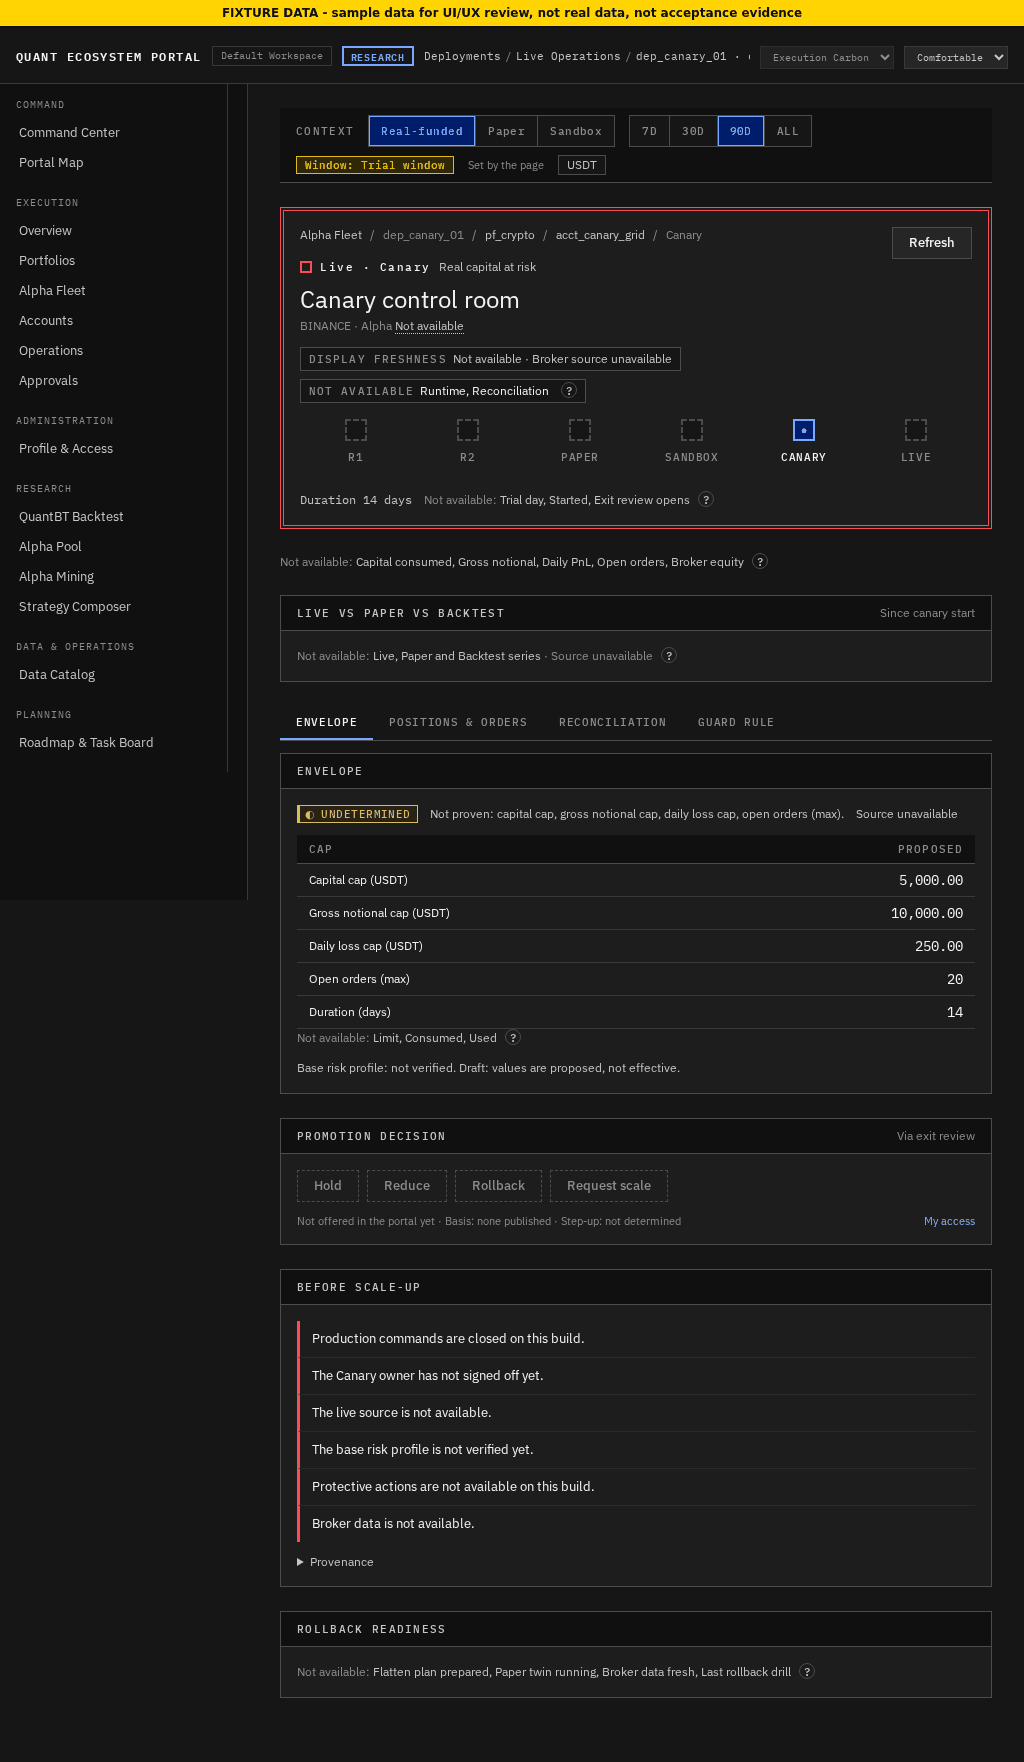 FIXTURE DATA - sample data for UI/UX review, not real data, not acceptance evidence
QUANT ECOSYSTEM PORTAL
Default Workspace
RESEARCH
Deployments / Live Operations / dep_canary_01 ·
Execution Carbon
Comfortable
COMMAND
Command Center
Portal Map
EXECUTION
Overview
Portfolios
Alpha Fleet
Accounts
Operations
Approvals
ADMINISTRATION
Profile & Access
RESEARCH
QuantBT Backtest
Alpha Pool
Alpha Mining
Strategy Composer
DATA & OPERATIONS
Data Catalog
PLANNING
Roadmap & Task Board
CONTEXT
Real-funded Paper Sandbox
7D 30D 90D ALL
Window: Trial window
Set by the page
USDT
Alpha Fleet / dep_canary_01 / pf_crypto / acct_canary_grid / Canary
Refresh
Live · Canary Real capital at risk
Canary control room
BINANCE · Alpha Not available
DISPLAY FRESHNESS Not available · Broker source unavailable
NOT AVAILABLE Runtime, Reconciliation ?
R1 R2 PAPER SANDBOX CANARY LIVE
Duration 14 days Not available: Trial day, Started, Exit review opens ?
Not available: Capital consumed, Gross notional, Daily PnL, Open orders, Broker equity ?
LIVE VS PAPER VS BACKTEST
Since canary start
Not available: Live, Paper and Backtest series · Source unavailable ?
ENVELOPE POSITIONS & ORDERS RECONCILIATION GUARD RULE
ENVELOPE
◐ UNDETERMINED Not proven: capital cap, gross notional cap, daily loss cap, open orders (max). Source unavailable
CAP PROPOSED
Capital cap (USDT) 5,000.00
Gross notional cap (USDT) 10,000.00
Daily loss cap (USDT) 250.00
Open orders (max) 20
Duration (days) 14
Not available: Limit, Consumed, Used ?
Base risk profile: not verified. Draft: values are proposed, not effective.
PROMOTION DECISION
Via exit review
Hold Reduce Rollback Request scale
Not offered in the portal yet · Basis: none published · Step-up: not determined
My access
BEFORE SCALE-UP
Production commands are closed on this build.
The Canary owner has not signed off yet.
The live source is not available.
The base risk profile is not verified yet.
Protective actions are not available on this build.
Broker data is not available.
Provenance
ROLLBACK READINESS
Not available: Flatten plan prepared, Paper twin running, Broker data fresh, Last rollback drill ?